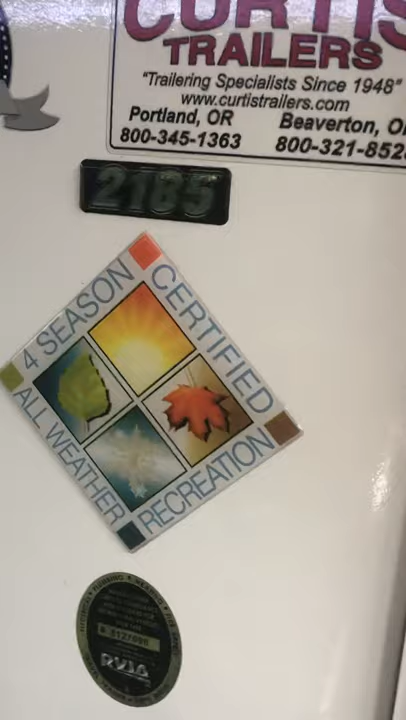 CURTIS
TRAILERS
"Trailering Specialists Since 1948"
www.curtistrailers.com
Portland, OR
800-345-1363
Beaverton, O
800-321-852
2185
4 SEASON
CERTIFIED
ALL WEATHER
RECREATION
RVIA